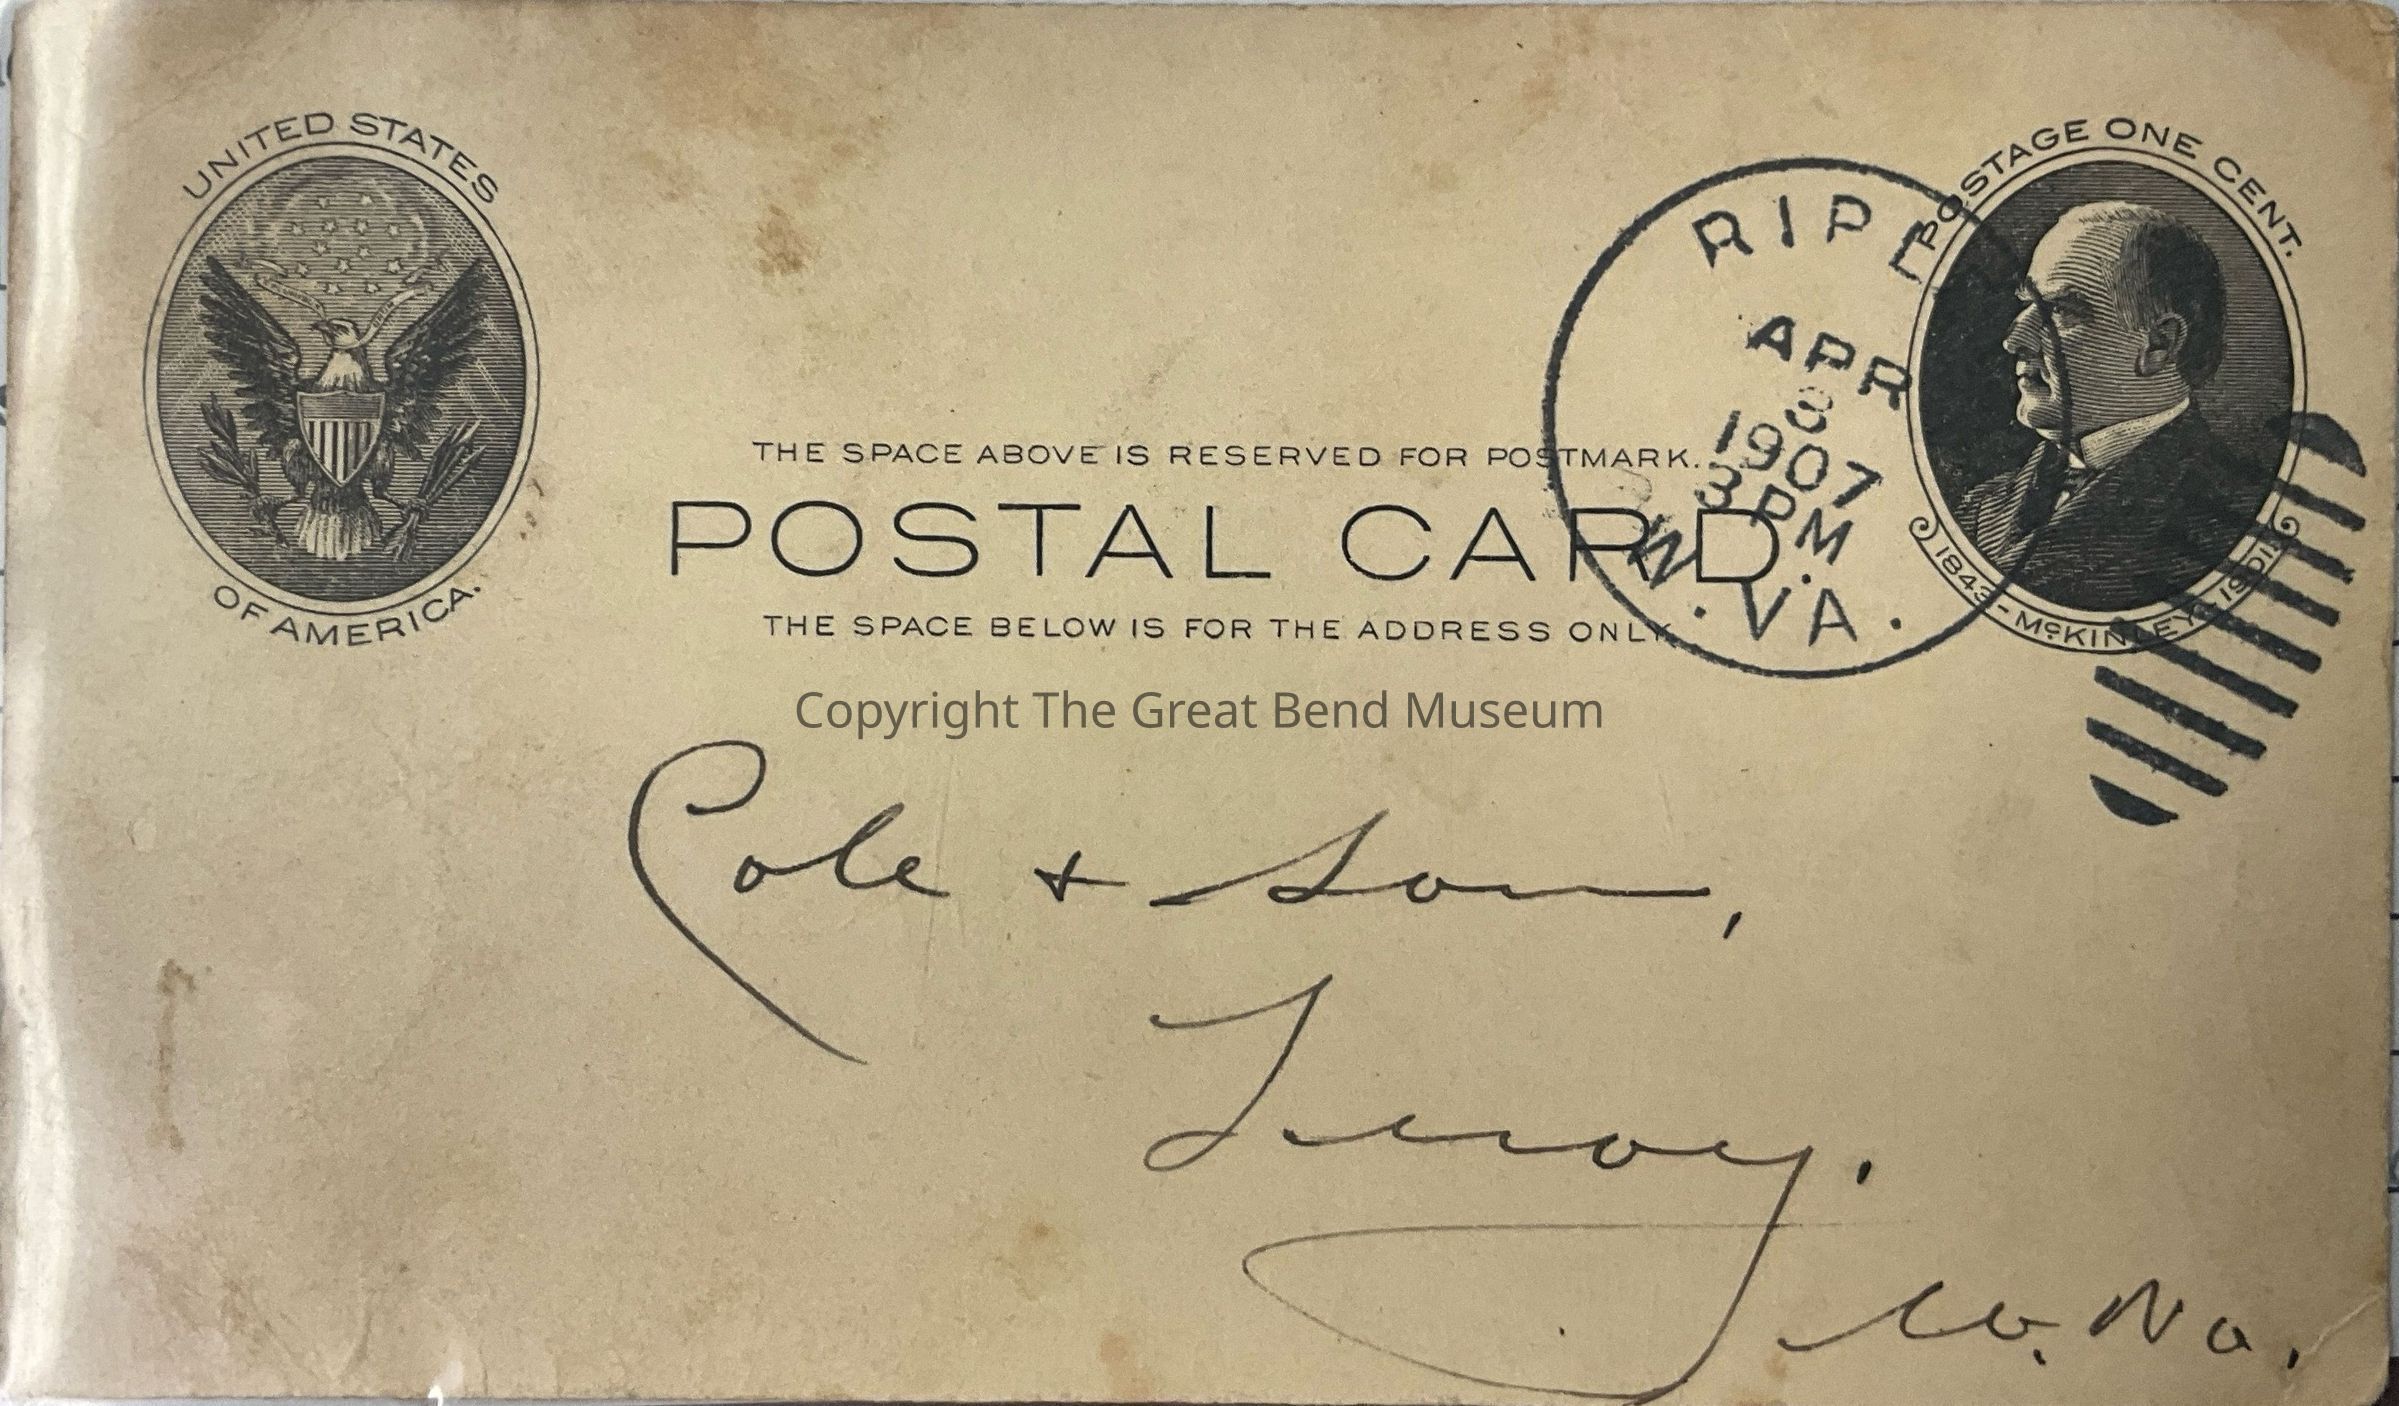 UNITED STATES
OF AMERICA.
POSTAGE ONE CENT.
1843 - McKINLEY - 1901
RIPL
APR
8
1907
3 PM
W. VA.
THE SPACE ABOVE IS RESERVED FOR POSTMARK.
POSTAL CARD.
THE SPACE BELOW IS FOR THE ADDRESS ONLY.
Copyright The Great Bend Museum
Cole + Son,
Leroy.
W. Va.